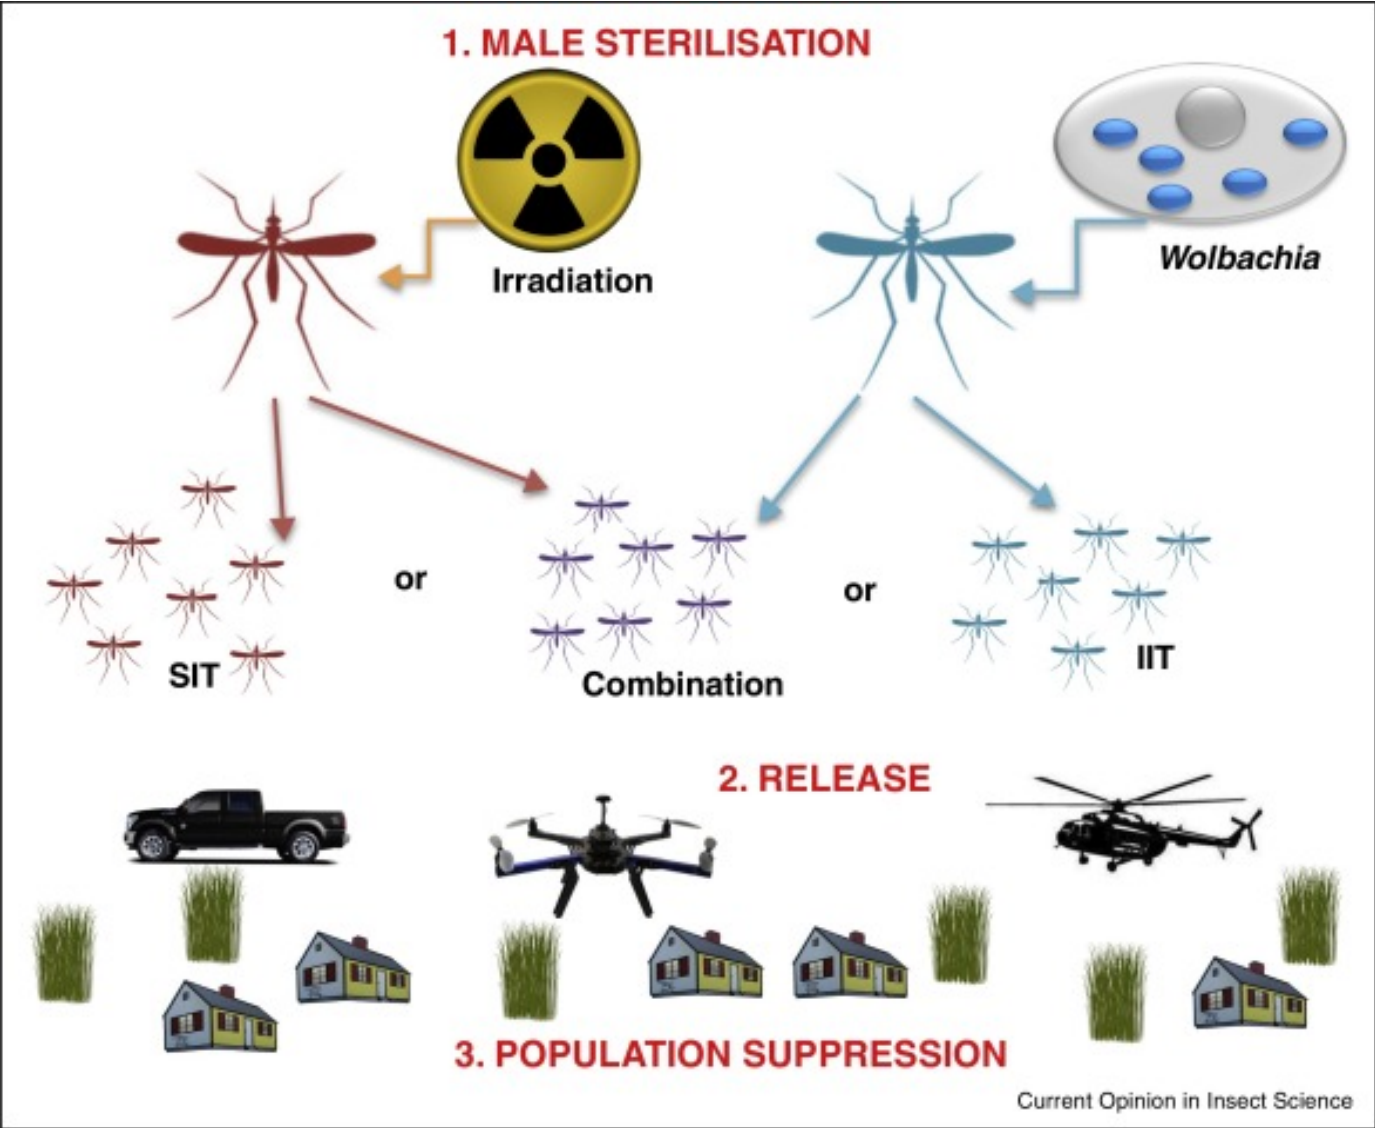 1. MALE STERILISATION
Irradiation
Wolbachia
SIT
or
Combination
or
IIT
2. RELEASE
3. POPULATION SUPPRESSION
Current Opinion in Insect Science